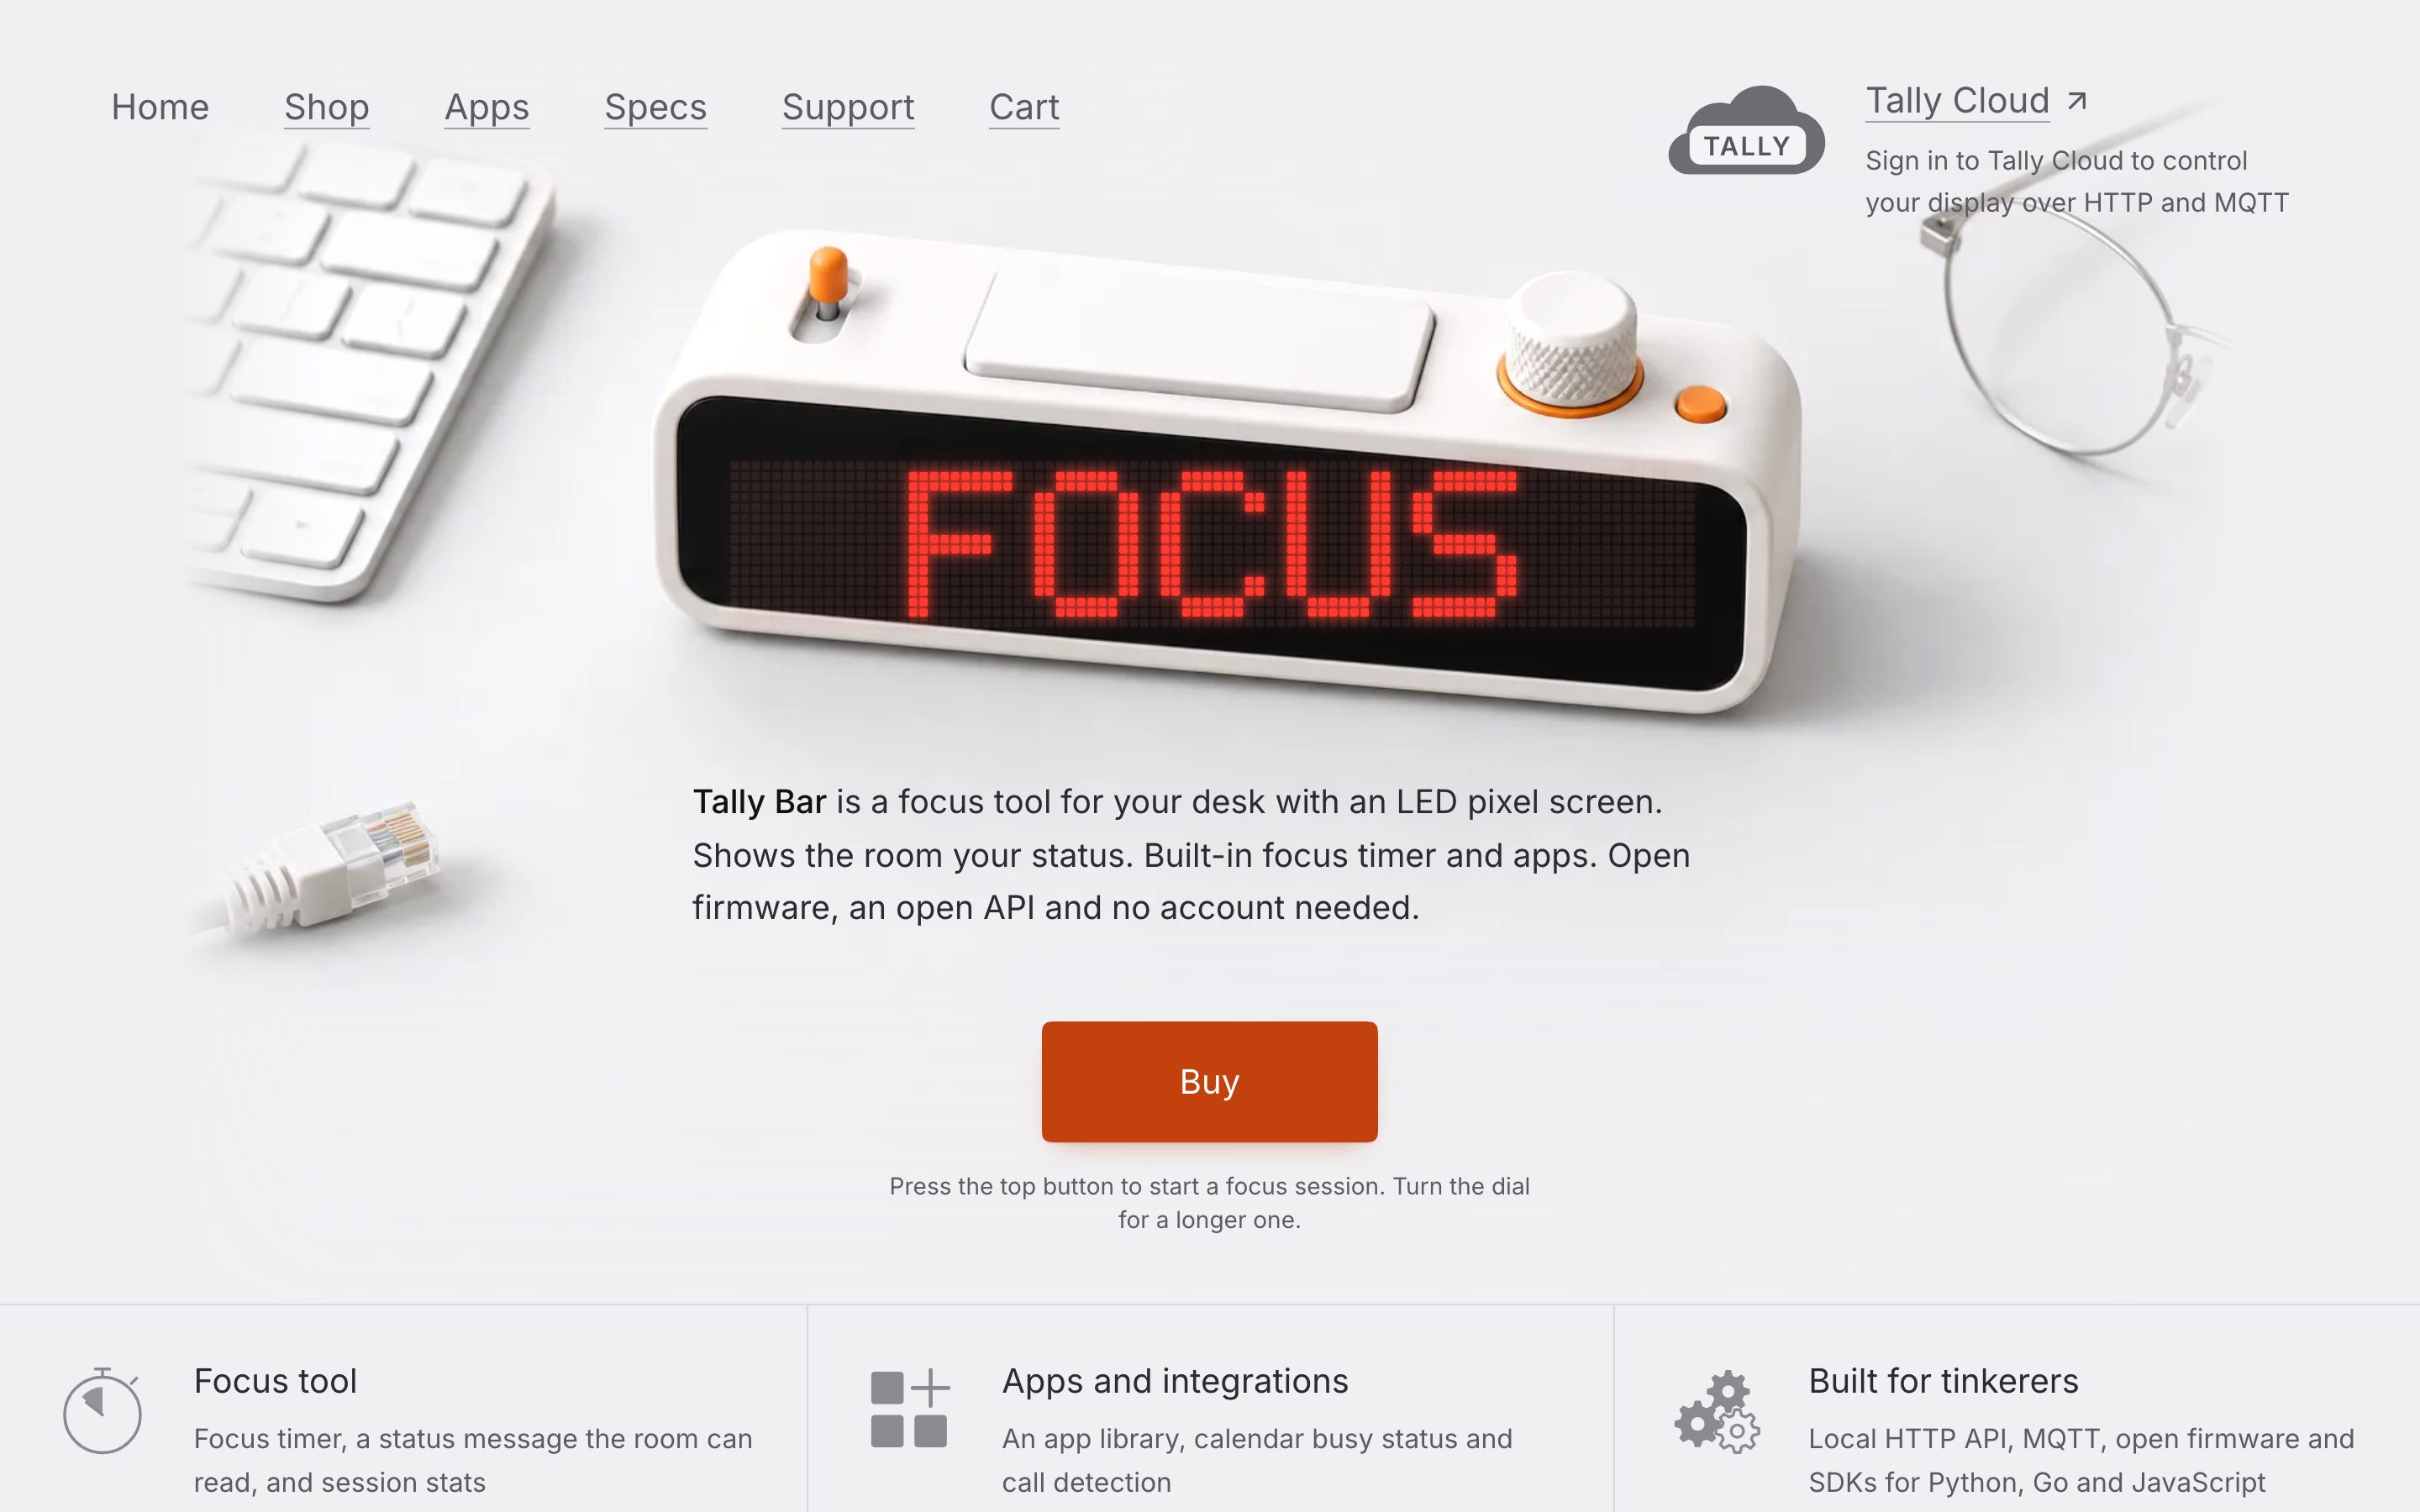 Home Shop Apps Specs Support Cart
TALLY
Tally Cloud
Sign in to Tally Cloud to control
your display over HTTP and MQTT
FOCUS
Tally Bar is a focus tool for your desk with an LED pixel screen.
Shows the room your status. Built-in focus timer and apps. Open
firmware, an open API and no account needed.
Buy
Press the top button to start a focus session. Turn the dial
for a longer one.
Focus tool
Focus timer, a status message the room can
read, and session stats
Apps and integrations
An app library, calendar busy status and
call detection
Built for tinkerers
Local HTTP API, MQTT, open firmware and
SDKs for Python, Go and JavaScript